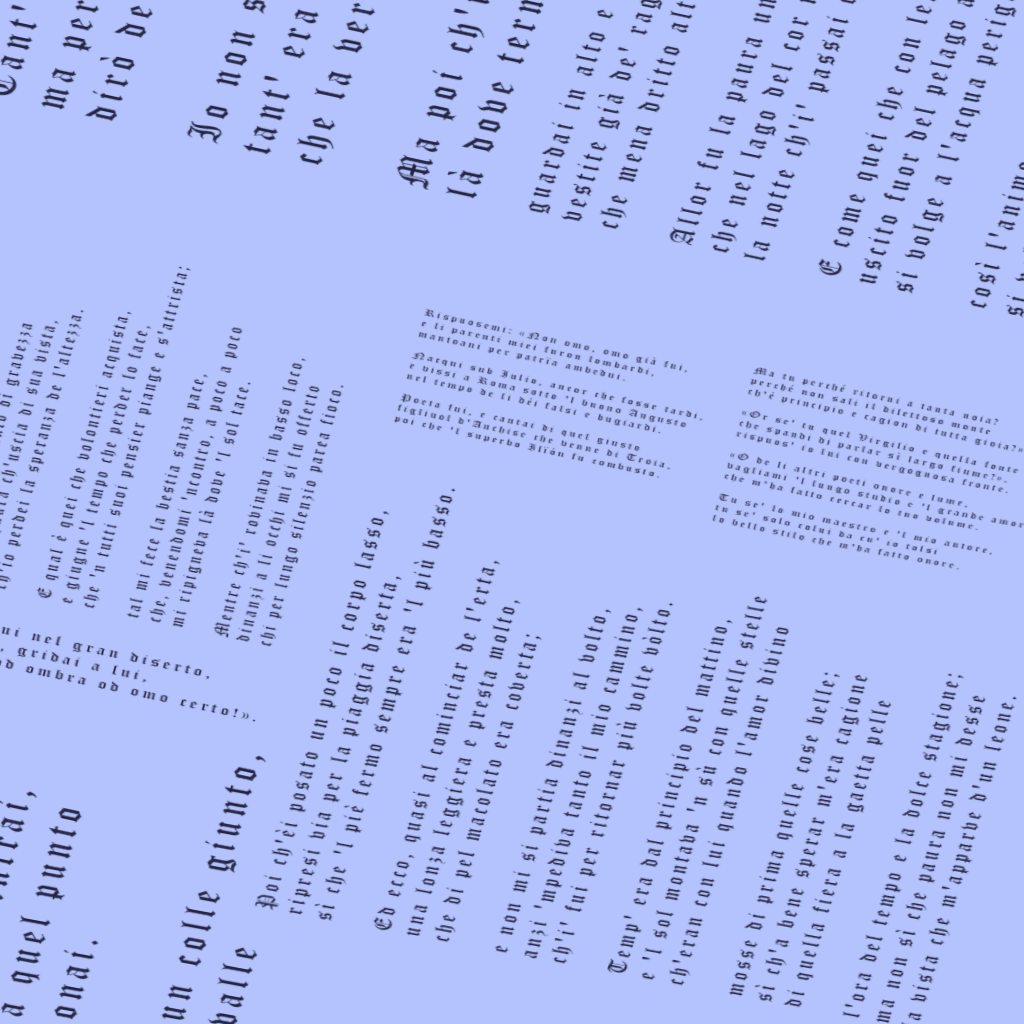 Tant'
ma per
dirò
Io non
tant' era
che la
Ma poi ch'i'
là dove
guardai in alto e
vestite già de'
che mena dritto
Allor fu la paura
che nel lago del cor
la notte ch'i' passai
E come quei che con
uscito fuor del pelago a
si volge a l'acqua
così l'animo
si
punto
a quel punto
un colle giunto,
valle
Poi ch'èi posato un poco il corpo lasso,
ripresi via per la piaggia diserta,
sì che 'l piè fermo sempre era 'l più basso.
Ed ecco, quasi al cominciar de l'erta,
una lonza leggiera e presta molto,
che di pel macolato era coverta;
e non mi si partia dinanzi al volto,
anzi 'mpediva tanto il mio cammino,
ch'i' fui per ritornar più volte vòlto.
Temp' era dal principio del mattino,
e 'l sol montava 'n sù con quelle stelle
ch'eran con lui quando l'amor divino
mosse di prima quelle cose belle;
sì ch'a bene sperar m'era cagione
di quella fiera a la gaetta pelle
l'ora del tempo e la dolce stagione;
ma non sì che paura non mi desse
la vista che m'apparve d'un leone.
di gravezza
ch'uscia di sua vista,
ch'io perdei la speranza de l'altezza.
E qual è quei che volontieri acquista,
e giugne 'l tempo che perder lo face,
che 'n tutti suoi pensier piange e s'attrista;
tal mi fece la bestia sanza pace,
che, venendomi 'ncontro, a poco a poco
mi ripigneva là dove 'l sol tace.
Mentre ch'i' rovinava in basso loco,
dinanzi a li occhi mi si fu offerto
chi per lungo silenzio parea fioco.
nel gran diserto,
gridai a lui,
ombra od omo certo!».
Rispuosemi: «Non omo, omo già fui,
e li parenti miei furon lombardi,
mantoani per patrïa ambedui.
Nacqui sub Iulio, ancor che fosse tardi,
e vissi a Roma sotto 'l buono Augusto
nel tempo de li dèi falsi e bugiardi.
Poeta fui, e cantai di quel giusto
figliuol d'Anchise che venne di Troia,
poi che 'l superbo Ilïón fu combusto.
Ma tu perché ritorni a tanta noia?
perché non sali il dilettoso monte
ch'è principio e cagion di tutta gioia?».
«Or se' tu quel Virgilio e quella fonte
che spandi di parlar sì largo fiume?»,
rispuos' io lui con vergognosa fronte.
«O de li altri poeti onore e lume,
vagliami 'l lungo studio e 'l grande amore
che m'ha fatto cercar lo tuo volume.
Tu se' lo mio maestro e 'l mio autore,
tu se' solo colui da cu' io tolsi
lo bello stilo che m'ha fatto onore.